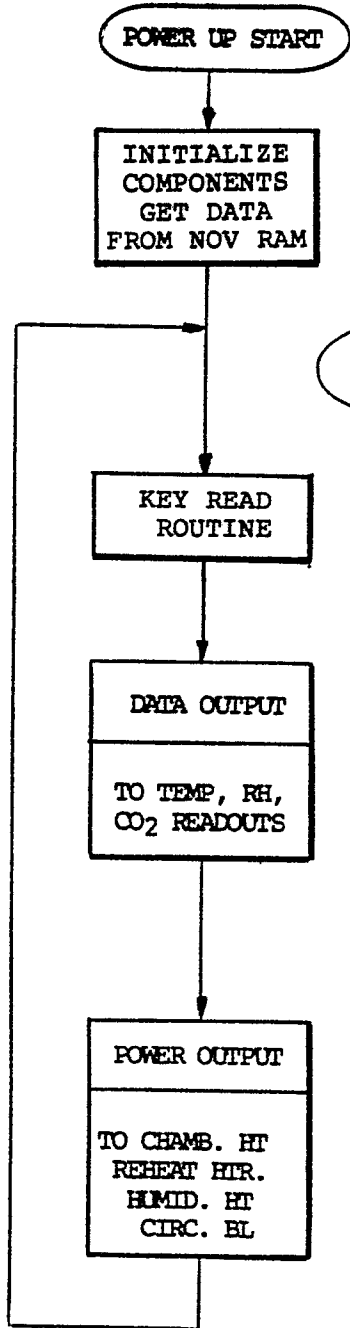 POWER UP START
INITIALIZE
COMPONENTS
GET DATA
FROM NOV RAM
KEY READ
ROUTINE
DATA OUTPUT
TO TEMP, RH,
CO2 READOUTS
POWER OUTPUT
TO CHAMB. HT
REHEAT HTR.
HUMID. HT
CIRC. BL